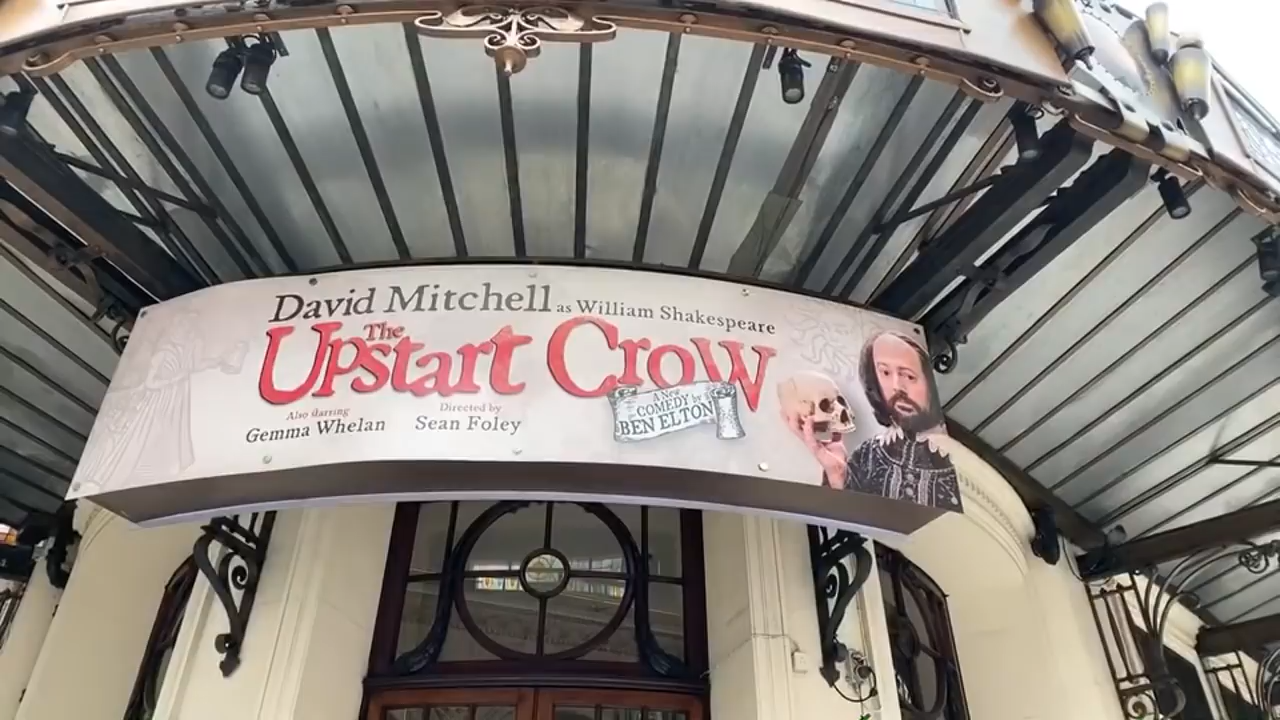 David Mitchell as William Shakespeare
The
Upstart Crow
Also starring
Gemma Whelan
Directed by
Sean Foley
A New
COMEDY by
BEN ELTON